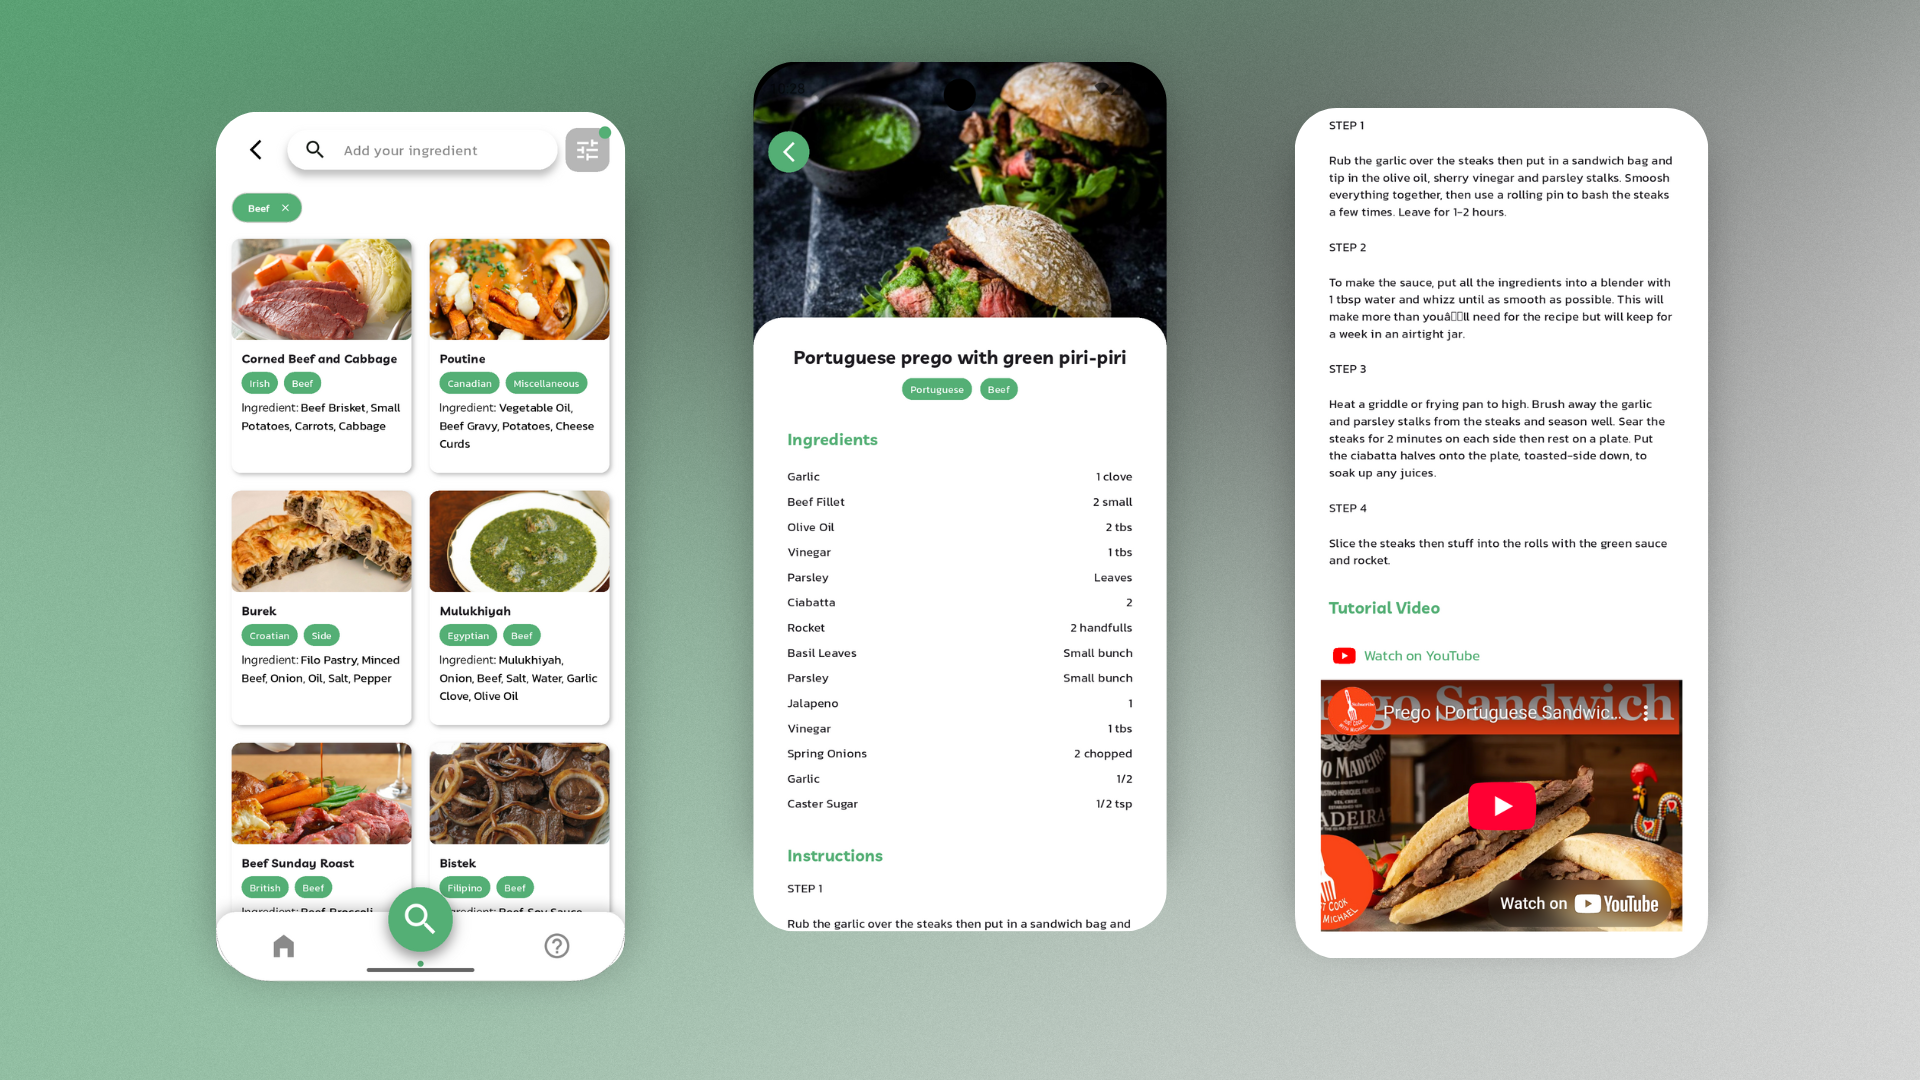 Add your ingredient
Beef
Corned Beef and Cabbage
Irish Beef
Ingredient: Beef Brisket, Small
Potatoes, Carrots, Cabbage
Poutine
Canadian Miscellaneous
Ingredient: Vegetable Oil,
Beef Gravy, Potatoes, Cheese
Curds
Burek
Croatian Side
Ingredient: Filo Pastry, Minced
Beef, Onion, Oil, Salt, Pepper
Mulukhiyah
Egyptian Beef
Ingredient: Mulukhiyah,
Onion, Beef, Salt, Water, Garlic
Clove, Olive Oil
Beef Sunday Roast
British Beef
Ingredient: Beef Broccoli
Bistek
Filipino Beef
Ingredient: Beef Soy Sauce
Portuguese prego with green piri-piri
Portuguese Beef
Ingredients
Garlic 1 clove
Beef Fillet 2 small
Olive Oil 2 tbs
Vinegar 1 tbs
Parsley Leaves
Ciabatta 2
Rocket 2 handfulls
Basil Leaves Small bunch
Parsley Small bunch
Jalapeno 1
Vinegar 1 tbs
Spring Onions 2 chopped
Garlic 1/2
Caster Sugar 1/2 tsp
Instructions
STEP 1
Rub the garlic over the steaks then put in a sandwich bag and
STEP 1
Rub the garlic over the steaks then put in a sandwich bag and
tip in the olive oil, sherry vinegar and parsley stalks. Smoosh
everything together, then use a rolling pin to bash the steaks
a few times. Leave for 1-2 hours.
STEP 2
To make the sauce, put all the ingredients into a blender with
1 tbsp water and whizz until as smooth as possible. This will
make more than youâ▯▯ll need for the recipe but will keep for
a week in an airtight jar.
STEP 3
Heat a griddle or frying pan to high. Brush away the garlic
and parsley stalks from the steaks and season well. Sear the
steaks for 2 minutes on each side then rest on a plate. Put
the ciabatta halves onto the plate, toasted-side down, to
soak up any juices.
STEP 4
Slice the steaks then stuff into the rolls with the green sauce
and rocket.
Tutorial Video
Watch on YouTube
Prego | Portuguese Sandwic...
Sandwich
MADEIRA
COOK
MICHAEL
Watch on YouTube